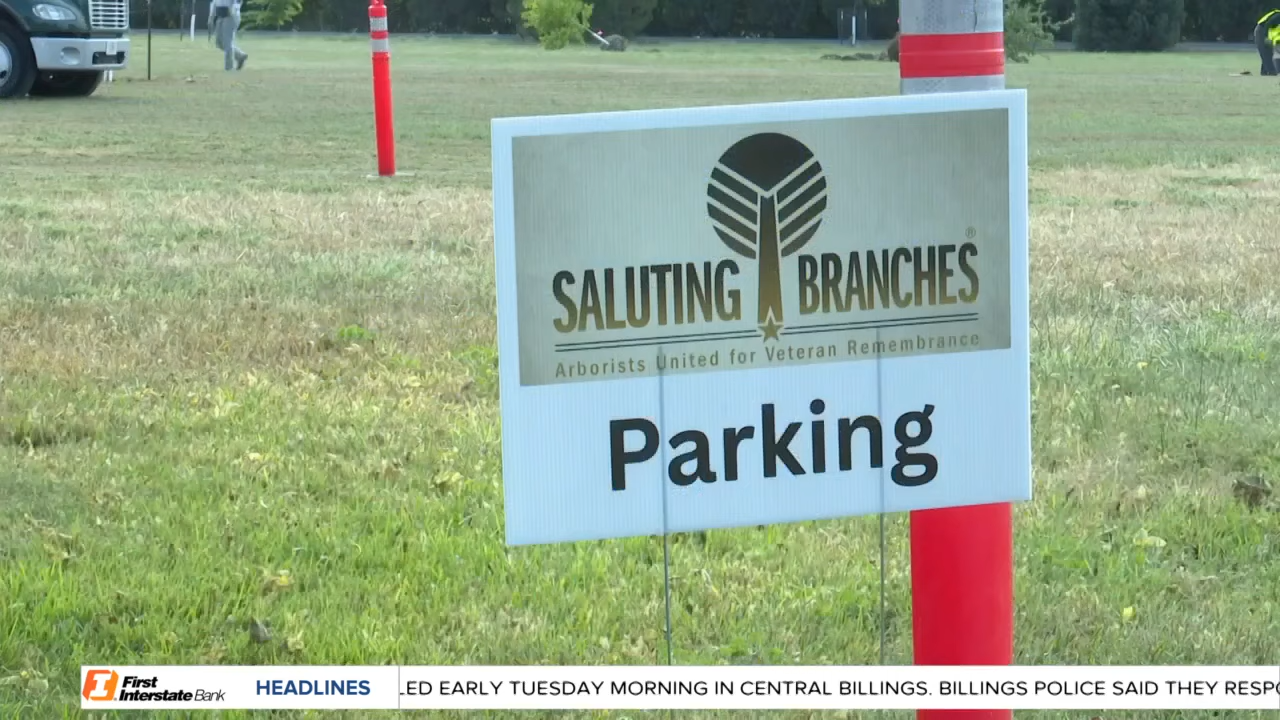 SALUTING BRANCHES ®
Arborists United for Veteran Remembrance
Parking
First
Interstate Bank
HEADLINES
LED EARLY TUESDAY MORNING IN CENTRAL BILLINGS. BILLINGS POLICE SAID THEY RESP